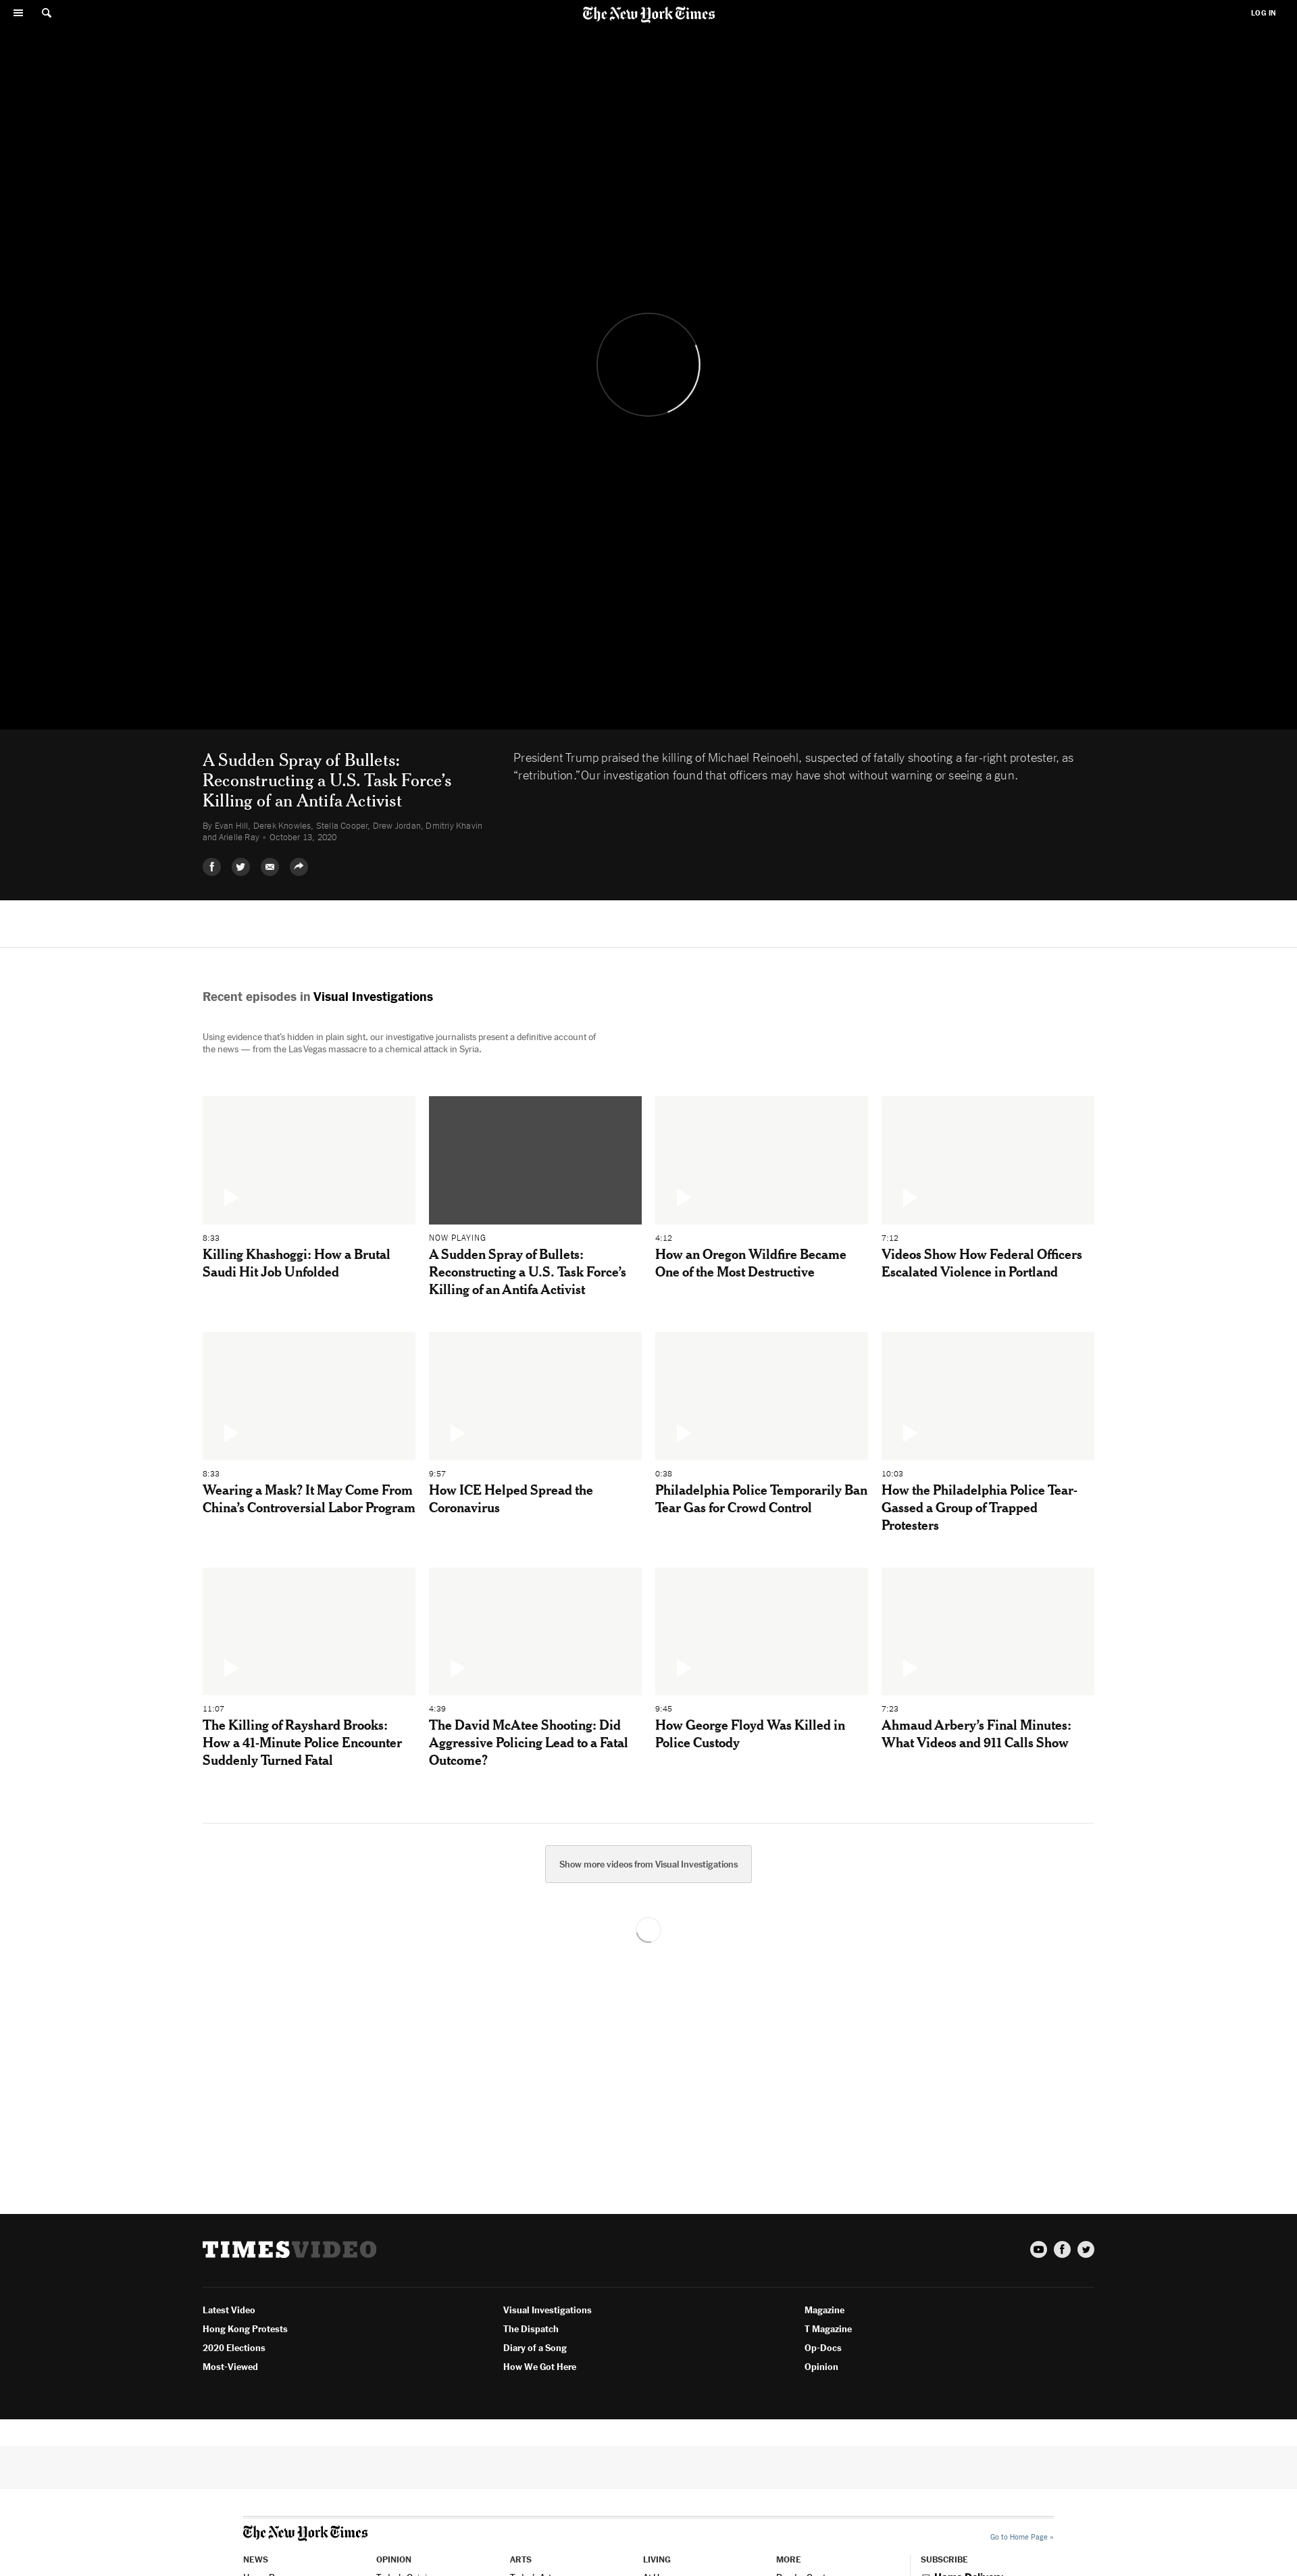 The New York Times
LOG IN
A Sudden Spray of Bullets:
Reconstructing a U.S. Task Force’s
Killing of an Antifa Activist
By Evan Hill, Derek Knowles, Stella Cooper, Drew Jordan, Dmitriy Khavin
and Arielle Ray • October 13, 2020
President Trump praised the killing of Michael Reinoehl, suspected of fatally shooting a far-right protester, as
“retribution.”Our investigation found that officers may have shot without warning or seeing a gun.
Recent episodes in Visual Investigations
Using evidence that’s hidden in plain sight, our investigative journalists present a definitive account of
the news — from the Las Vegas massacre to a chemical attack in Syria.
8:33
Killing Khashoggi: How a Brutal
Saudi Hit Job Unfolded
NOW PLAYING
A Sudden Spray of Bullets:
Reconstructing a U.S. Task Force’s
Killing of an Antifa Activist
4:12
How an Oregon Wildfire Became
One of the Most Destructive
7:12
Videos Show How Federal Officers
Escalated Violence in Portland
8:33
Wearing a Mask? It May Come From
China’s Controversial Labor Program
9:57
How ICE Helped Spread the
Coronavirus
0:38
Philadelphia Police Temporarily Ban
Tear Gas for Crowd Control
10:03
How the Philadelphia Police Tear-
Gassed a Group of Trapped
Protesters
11:07
The Killing of Rayshard Brooks:
How a 41-Minute Police Encounter
Suddenly Turned Fatal
4:39
The David McAtee Shooting: Did
Aggressive Policing Lead to a Fatal
Outcome?
9:45
How George Floyd Was Killed in
Police Custody
7:23
Ahmaud Arbery’s Final Minutes:
What Videos and 911 Calls Show
Show more videos from Visual Investigations
TIMESVIDEO
Latest Video
Hong Kong Protests
2020 Elections
Most-Viewed
Visual Investigations
The Dispatch
Diary of a Song
How We Got Here
Magazine
T Magazine
Op-Docs
Opinion
The New York Times
Go to Home Page »
NEWS
OPINION
ARTS
LIVING
MORE
SUBSCRIBE